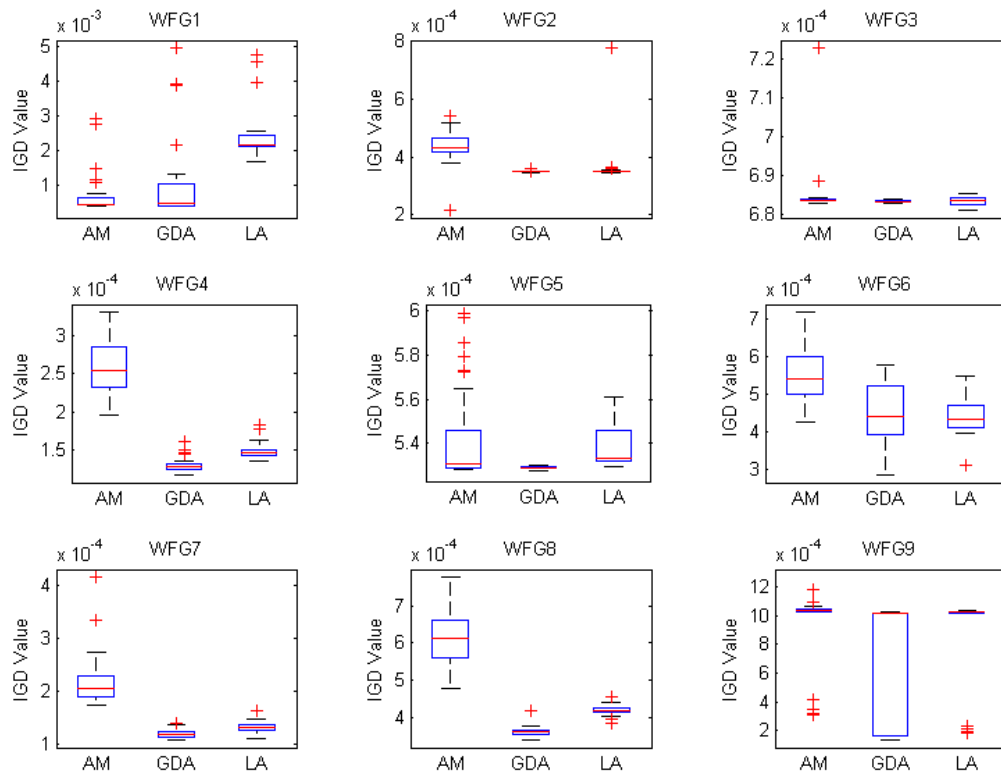 x 10⁻³ WFG1
IGD Value
5
4
3
2
1
AM GDA LA
x 10⁻⁴ WFG2
IGD Value
8
6
4
2
AM GDA LA
WFG3
IGD Value
7.2
7
6.9
6.8
AM GDA LA
x 10⁻⁴ WFG4
IGD Value
3
2.5
2
1.5
AM GDA LA
x 10⁻⁴ WFG5
IGD Value
6
5.8
5.6
5.4
AM GDA LA
x 10⁻⁴ WFG6
IGD Value
7
6
5
4
3
AM GDA LA
x 10⁻⁴ WFG7
IGD Value
4
3
2
1
AM GDA LA
x 10⁻⁴ WFG8
IGD Value
7
6
5
4
AM GDA LA
x 10⁻⁴ WFG9
IGD Value
12
10
8
6
4
2
AM GDA LA